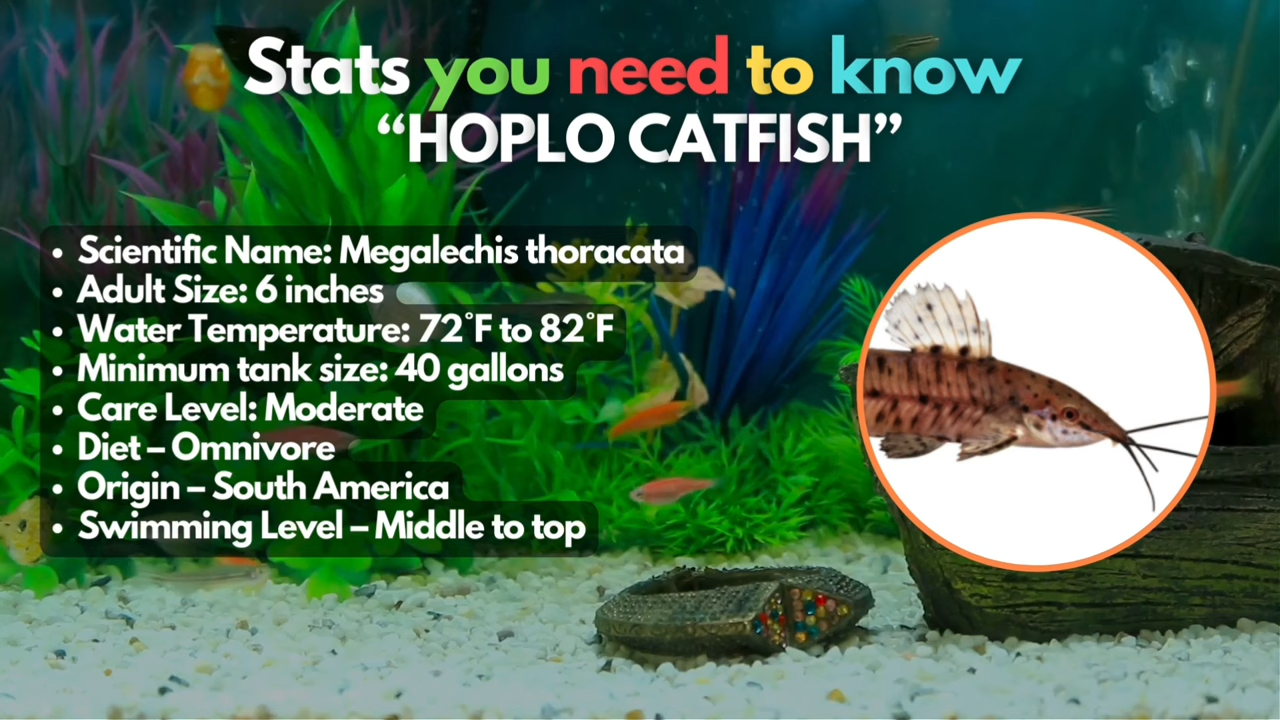 Stats you need to know
“HOPLO CATFISH”
• Scientific Name: Megalechis thoracata
• Adult Size: 6 inches
• Water Temperature: 72°F to 82°F
• Minimum tank size: 40 gallons
• Care Level: Moderate
• Diet – Omnivore
• Origin – South America
• Swimming Level – Middle to top